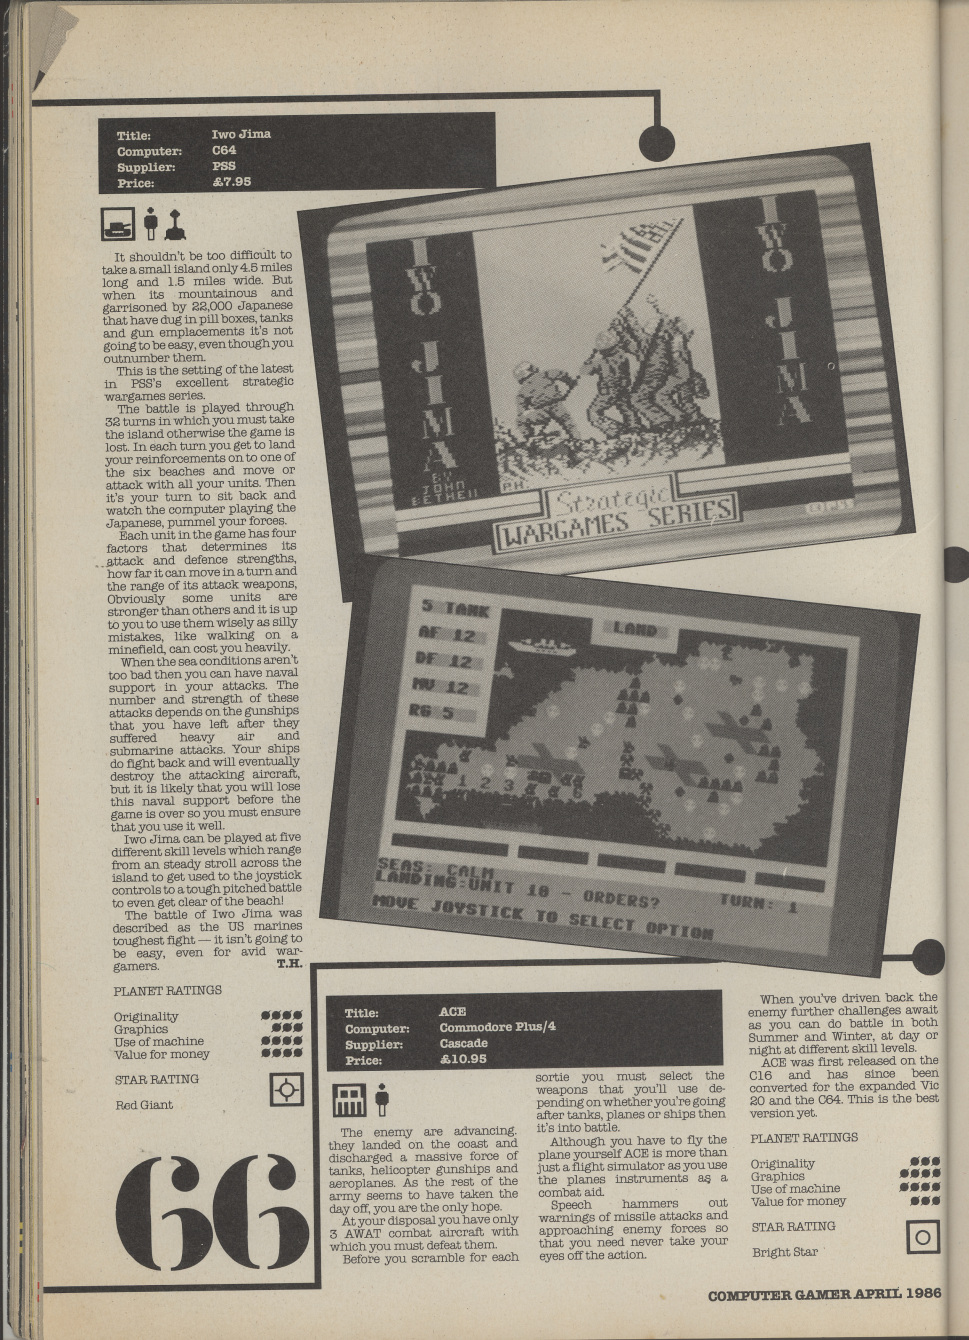 Title: Iwo Jima
Computer: C64
Supplier: PSS
Price: £7.95
It shouldn't be too difficult to
take a small island only 4.5 miles
long and 1.5 miles wide. But
when its mountainous and
garrisoned by 22,000 Japanese
that have dug in pill boxes, tanks
and gun emplacements it's not
going to be easy, even though you
outnumber them.
This is the setting of the latest
in PSS's excellent strategic
wargames series.
The battle is played through
32 turns in which you must take
the island otherwise the game is
lost. In each turn you get to land
your reinforcements on to one of
the six beaches and move or
attack with all your units. Then
it's your turn to sit back and
watch the computer playing the
Japanese, pummel your forces.
Each unit in the game has four
factors that determines its
attack and defence strengths,
how far it can move in a turn and
the range of its attack weapons,
Obviously some units are
stronger than others and it is up
to you to use them wisely as silly
mistakes, like walking on a
minefield, can cost you heavily.
When the sea conditions aren't
too bad then you can have naval
support in your attacks. The
number and strength of these
attacks depends on the gunships
that you have left after they
suffered heavy air and
submarine attacks. Your ships
do fight back and will eventually
destroy the attacking aircraft,
but it is likely that you will lose
this naval support before the
game is over so you must ensure
that you use it well.
Iwo Jima can be played at five
different skill levels which range
from an steady stroll across the
island to get used to the joystick
controls to a tough pitched battle
to even get clear of the beach!
The battle of Iwo Jima was
described as the US marines
toughest fight — it isn't going to
be easy, even for avid war-
gamers. T.H.
PLANET RATINGS
Originality
Graphics
Use of machine
Value for money
STAR RATING
Red Giant
66
IWO JIMA
BY
JOHN
BETHELL
P.H.
IWO JIMA
Strategic
WARGAMES SERIES
5 TANK
AF 12
DF 12
MV 12
RG 5
LAND
1 2 3
SEAS: CALM
LANDING:UNIT 10 - ORDERS? TURN: 1
MOVE JOYSTICK TO SELECT OPTION
Title: ACE
Computer: Commodore Plus/4
Supplier: Cascade
Price: £10.95
The enemy are advancing.
they landed on the coast and
discharged a massive force of
tanks, helicopter gunships and
aeroplanes. As the rest of the
army seems to have taken the
day off, you are the only hope.
At your disposal you have only
3 AWAT combat aircraft with
which you must defeat them.
Before you scramble for each
sortie you must select the
weapons that you'll use de-
pending on whether you're going
after tanks, planes or ships then
it's into battle.
Although you have to fly the
plane yourself ACE is more than
just a flight simulator as you use
the planes instruments as a
combat aid.
Speech hammers out
warnings of missile attacks and
approaching enemy forces so
that you need never take your
eyes off the action.
When you've driven back the
enemy further challenges await
as you can do battle in both
Summer and Winter, at day or
night at different skill levels.
ACE was first released on the
C16 and has since been
converted for the expanded Vic
20 and the C64. This is the best
version yet.
PLANET RATINGS
Originality
Graphics
Use of machine
Value for money
STAR RATING
Bright Star
COMPUTER GAMER APRIL 1986